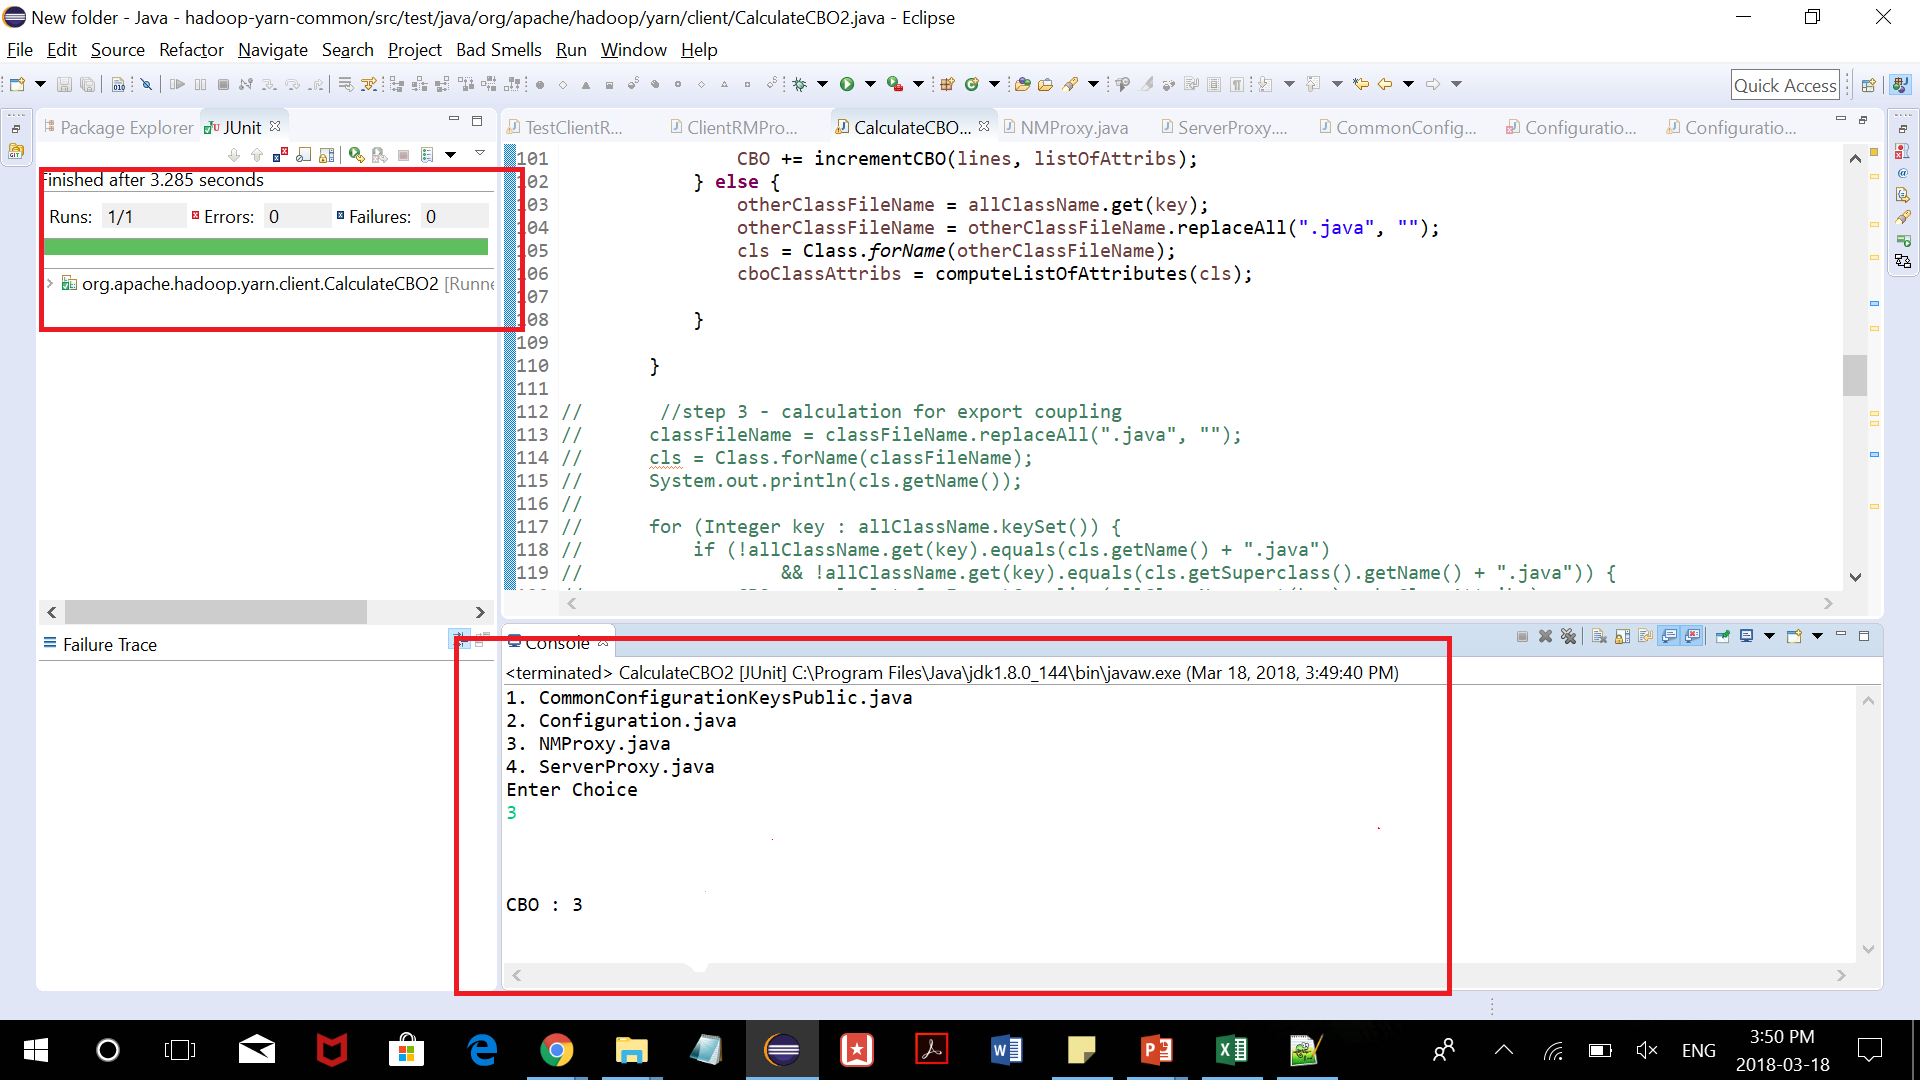 New folder - Java - hadoop-yarn-common/src/test/java/org/apache/hadoop/yarn/client/CalculateCBO2.java - Eclipse
File Edit Source Refactor Navigate Search Project Bad Smells Run Window Help
Quick Access
Package Explorer JUnit
TestClientR... ClientRMPro... CalculateCBO... NMProxy.java ServerProxy.... CommonConfig... Configuratio... Configuratio...
Finished after 3.285 seconds
Runs: 1/1 Errors: 0 Failures: 0
org.apache.hadoop.yarn.client.CalculateCBO2 [Runne
101 CBO += incrementCBO(lines, listOfAttribs);
102 } else {
103 otherClassFileName = allClassName.get(key);
104 otherClassFileName = otherClassFileName.replaceAll(".java", "");
105 cls = Class.forName(otherClassFileName);
106 cboClassAttribs = computeListOfAttributes(cls);
107
108 }
109
110 }
111
112 // //step 3 - calculation for export coupling
113 // classFileName = classFileName.replaceAll(".java", "");
114 // cls = Class.forName(classFileName);
115 // System.out.println(cls.getName());
116 //
117 // for (Integer key : allClassName.keySet()) {
118 // if (!allClassName.get(key).equals(cls.getName() + ".java")
119 // && !allClassName.get(key).equals(cls.getSuperclass().getName() + ".java")) {
Failure Trace
Console
<terminated> CalculateCBO2 [JUnit] C:\Program Files\Java\jdk1.8.0_144\bin\javaw.exe (Mar 18, 2018, 3:49:40 PM)
1. CommonConfigurationKeysPublic.java
2. Configuration.java
3. NMProxy.java
4. ServerProxy.java
Enter Choice
3
CBO : 3
ENG
3:50 PM
2018-03-18